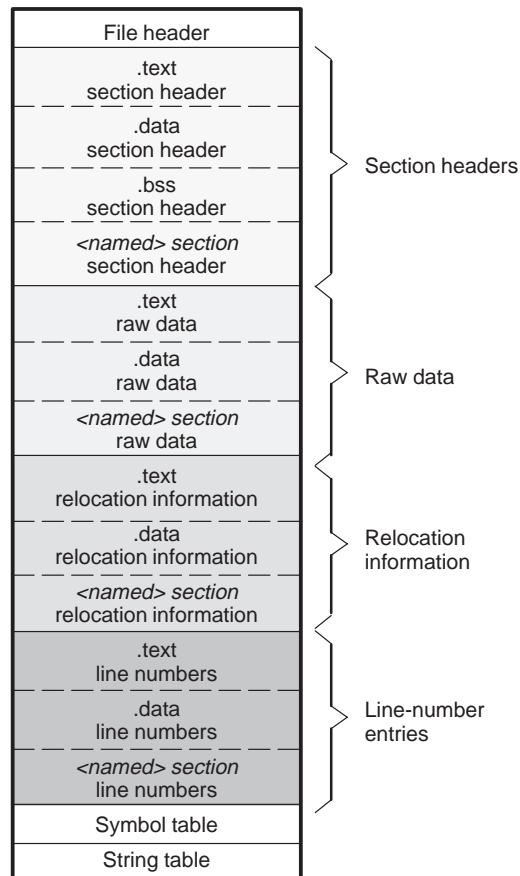 File header
.text
section header
.data
section header
.bss
section header
<named> section
section header
Section headers
.text
raw data
.data
raw data
<named> section
raw data
Raw data
.text
relocation information
.data
relocation information
<named> section
relocation information
Relocation
information
.text
line numbers
.data
line numbers
<named> section
line numbers
Line-number
entries
Symbol table
String table